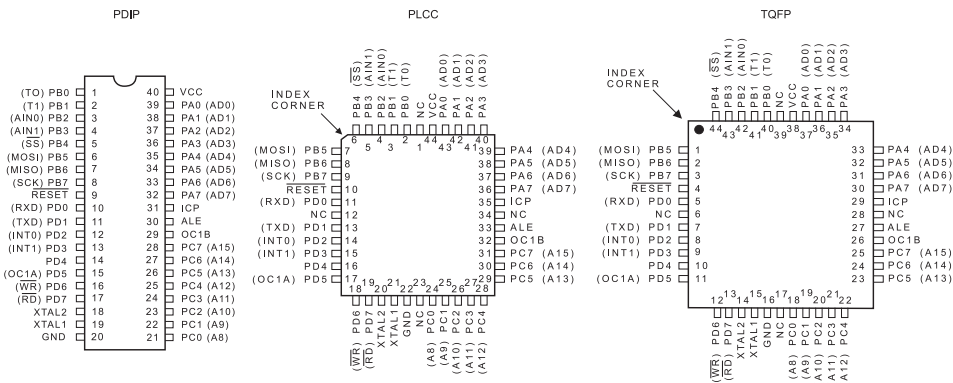 PDIP
(TO) PB0 1 40 VCC
(T1) PB1 2 39 PA0 (AD0)
(AIN0) PB2 3 38 PA1 (AD1)
(AIN1) PB3 4 37 PA2 (AD2)
(SS) PB4 5 36 PA3 (AD3)
(MOSI) PB5 6 35 PA4 (AD4)
(MISO) PB6 7 34 PA5 (AD5)
(SCK) PB7 8 33 PA6 (AD6)
RESET 9 32 PA7 (AD7)
(RXD) PD0 10 31 ICP
(TXD) PD1 11 30 ALE
(INT0) PD2 12 29 OC1B
(INT1) PD3 13 28 PC7 (A15)
PD4 14 27 PC6 (A14)
(OC1A) PD5 15 26 PC5 (A13)
(WR) PD6 16 25 PC4 (A12)
(RD) PD7 17 24 PC3 (A11)
XTAL2 18 23 PC2 (A10)
XTAL1 19 22 PC1 (A9)
GND 20 21 PC0 (A8)
PLCC
INDEX
CORNER
PB4 (SS)
PB3 (AIN1)
PB2 (AIN0)
PB1 (T1)
PB0 (T0)
NC
VCC
PA0 (AD0)
PA1 (AD1)
PA2 (AD2)
PA3 (AD3)
6 5 4 3 2 1 44 43 42 41 40
(MOSI) PB5 7 39 PA4 (AD4)
(MISO) PB6 8 38 PA5 (AD5)
(SCK) PB7 9 37 PA6 (AD6)
RESET 10 36 PA7 (AD7)
(RXD) PD0 11 35 ICP
NC 12 34 NC
(TXD) PD1 13 33 ALE
(INT0) PD2 14 32 OC1B
(INT1) PD3 15 31 PC7 (A15)
PD4 16 30 PC6 (A14)
(OC1A) PD5 17 29 PC5 (A13)
18 19 20 21 22 23 24 25 26 27 28
(WR) PD6
(RD) PD7
XTAL2
XTAL1
GND
NC
(A8) PC0
(A9) PC1
(A10) PC2
(A11) PC3
(A12) PC4
TQFP
INDEX
CORNER
PB4 (SS)
PB3 (AIN1)
PB2 (AIN0)
PB1 (T1)
PB0 (T0)
NC
VCC
PA0 (AD0)
PA1 (AD1)
PA2 (AD2)
PA3 (AD3)
44 43 42 41 40 39 38 37 36 35 34
(MOSI) PB5 1 33 PA4 (AD4)
(MISO) PB6 2 32 PA5 (AD5)
(SCK) PB7 3 31 PA6 (AD6)
RESET 4 30 PA7 (AD7)
(RXD) PD0 5 29 ICP
NC 6 28 NC
(TXD) PD1 7 27 ALE
(INT0) PD2 8 26 OC1B
(INT1) PD3 9 25 PC7 (A15)
PD4 10 24 PC6 (A14)
(OC1A) PD5 11 23 PC5 (A13)
12 13 14 15 16 17 18 19 20 21 22
(WR) PD6
(RD) PD7
XTAL2
XTAL1
GND
NC
(A8) PC0
(A9) PC1
(A10) PC2
(A11) PC3
(A12) PC4